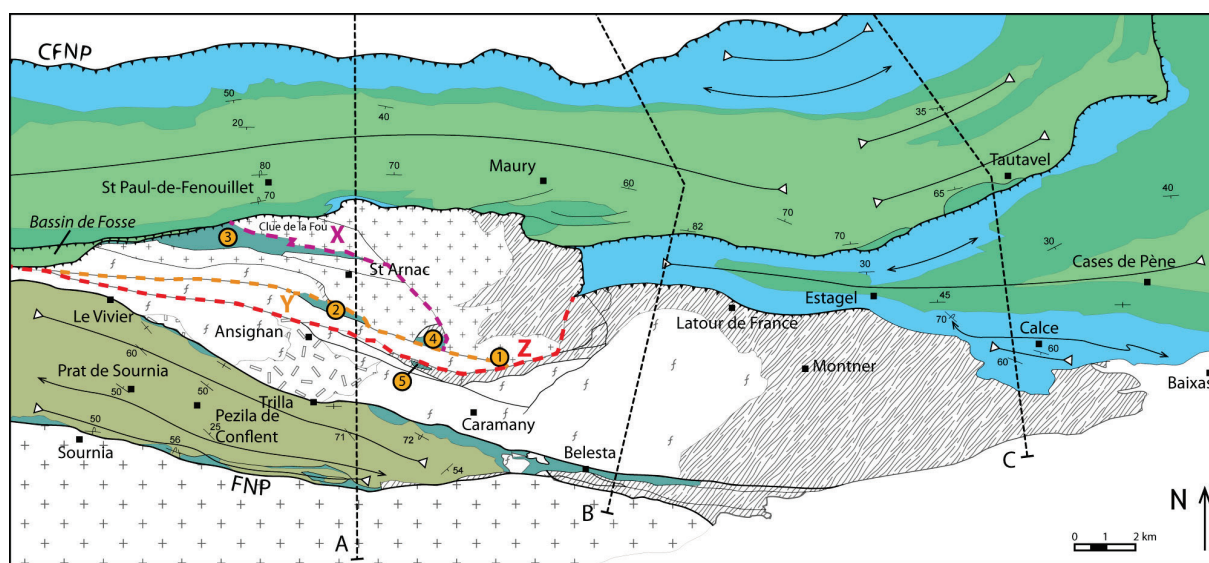 CFNP
50
20
40
35
80
70
St Paul-de-Fenouillet
70
Maury
60
Tautavel
65
40
Bassin de Fosse
Clue de la Fou
X
3
70
82
70
30
30
St Arnac
Cases de Pène
Estagel
45
Le Vivier
Y
2
Ansignan
4
1
Z
5
Latour de France
70
Calce
60
60
Montner
Baixas
60
Prat de Sournia
50
50
Trilla
Pezila de
Conflent
25
Caramany
50
Sournia
56
71
72
54
Belesta
FNP
A
B
C
N
0 1 2 km